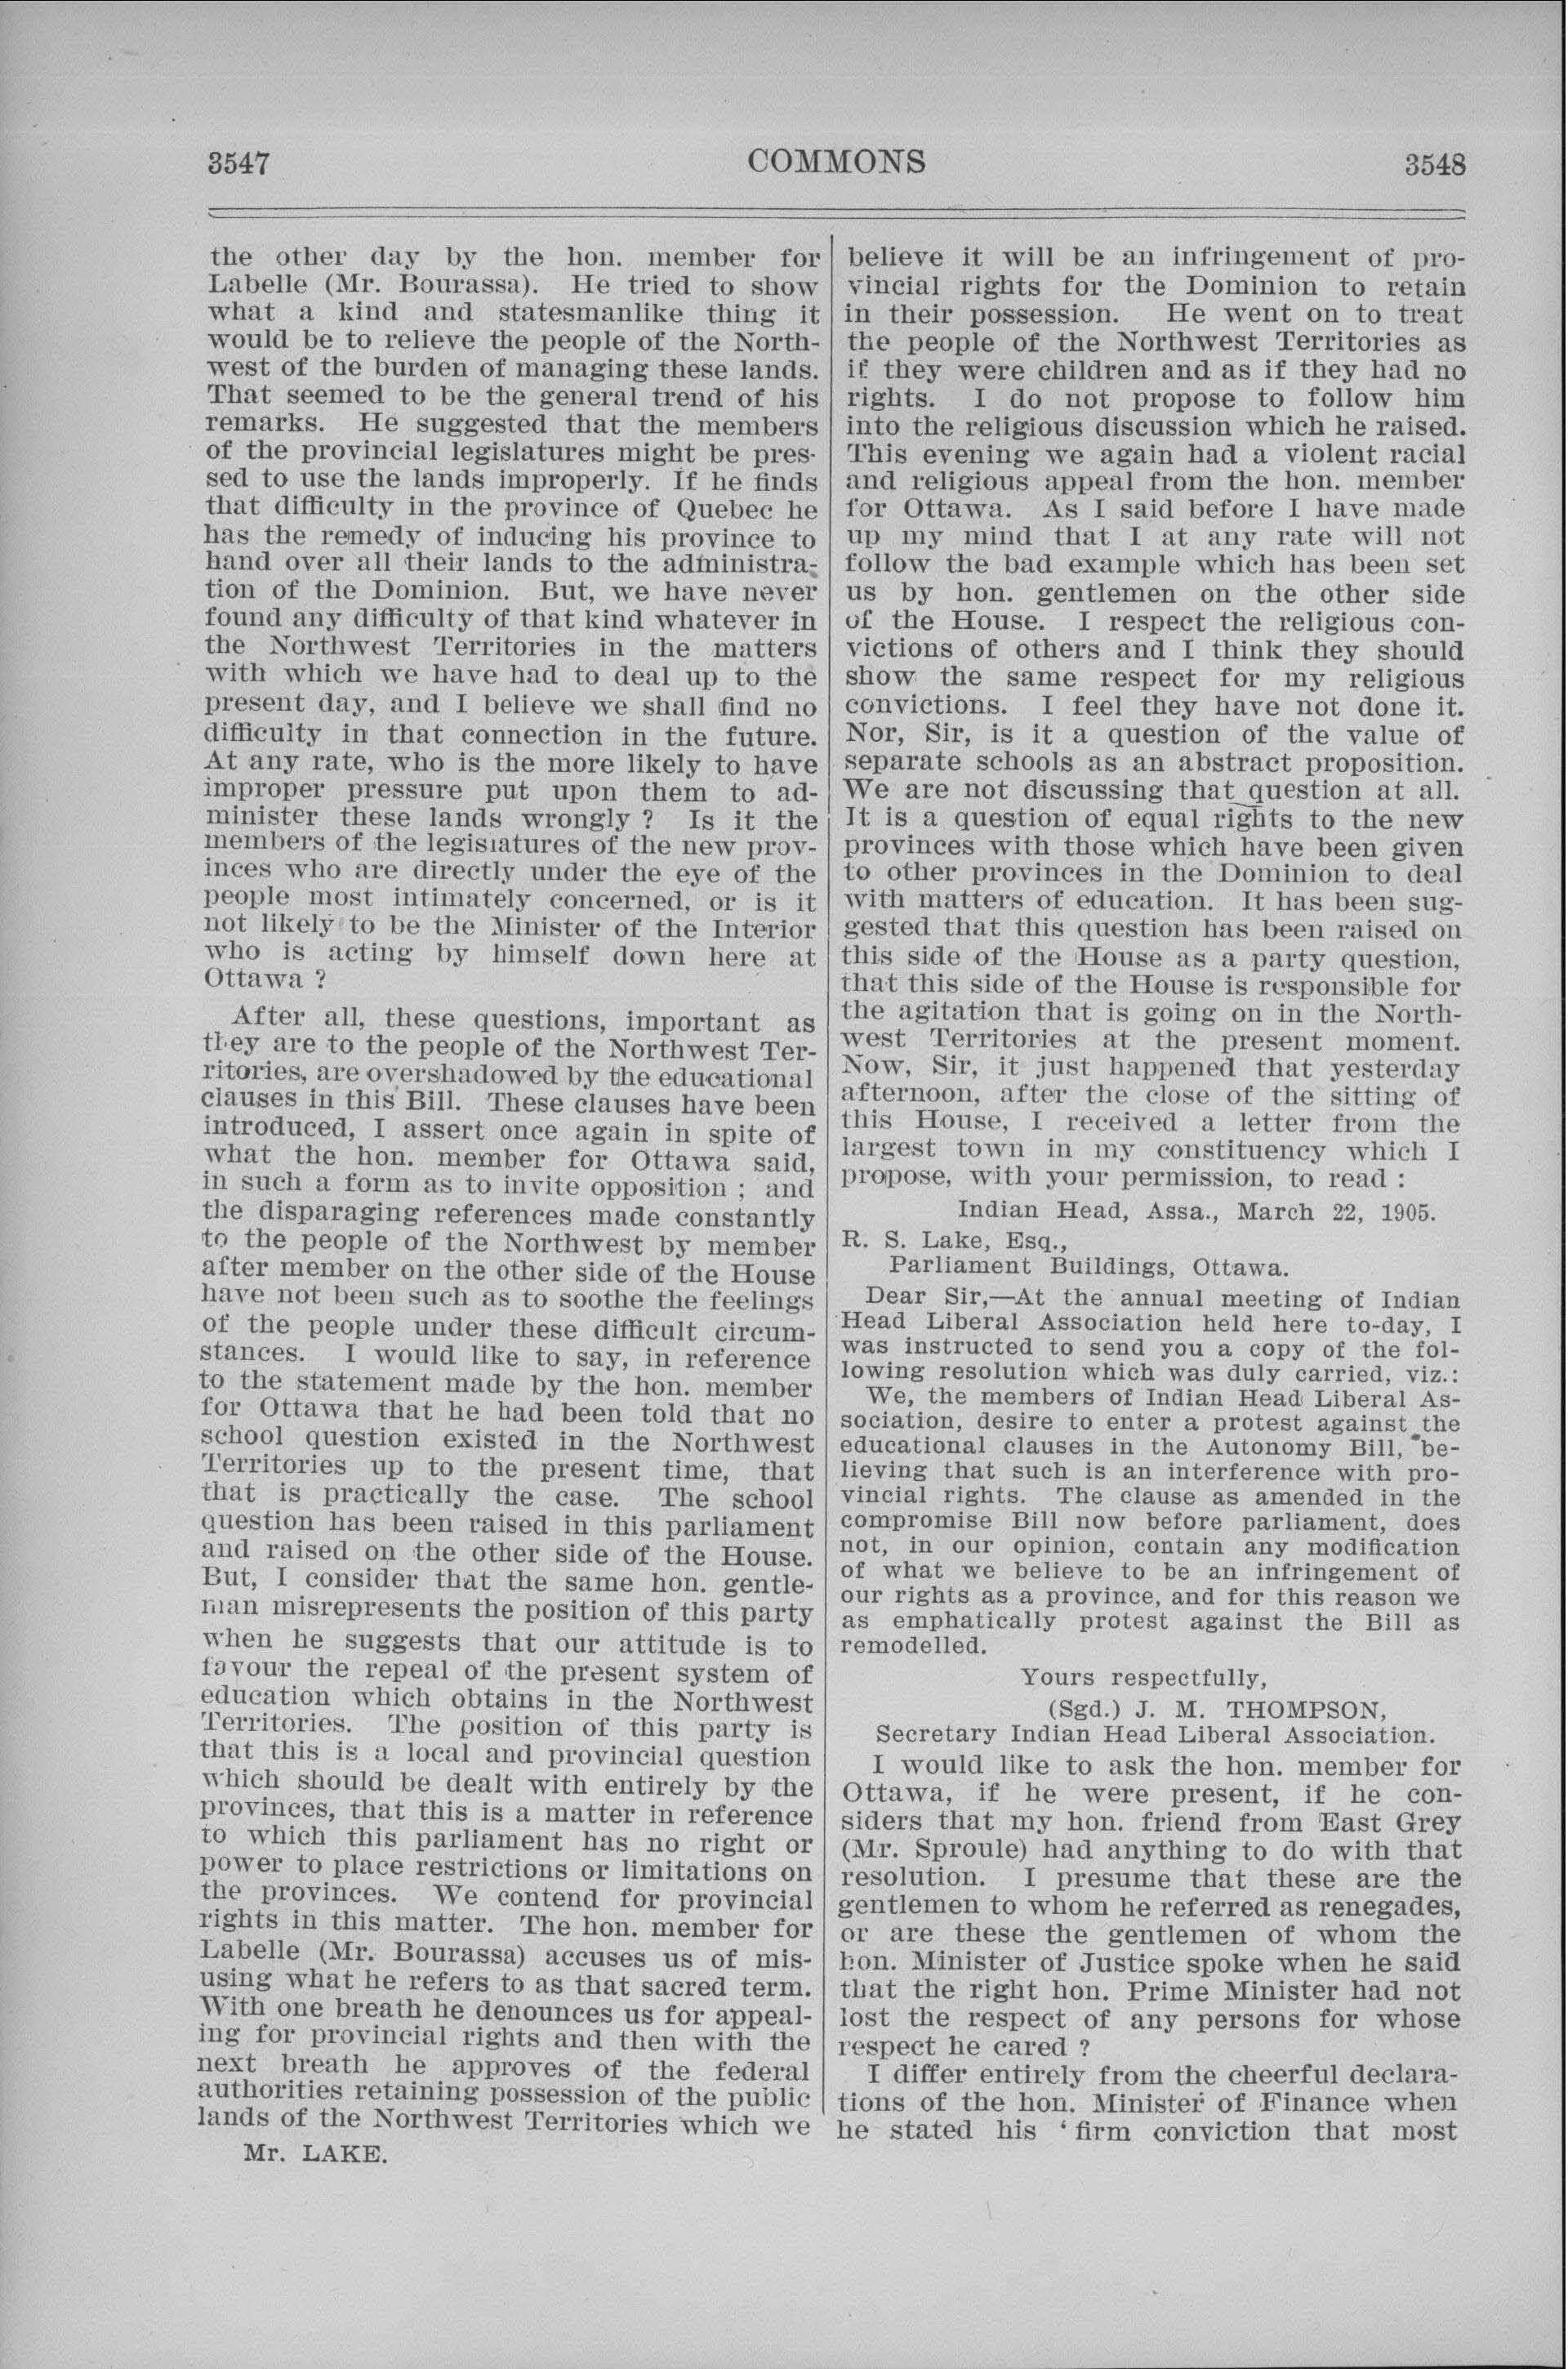 3547
COMMONS
3548
the other day by the hon. member for
Labelle (Mr. Bourassa). He tried to show
what a kind and statesmanlike thing it
would be to relieve the people of the North-
west of the burden of managing these lands.
That seemed to be the general trend of his
remarks. He suggested that the members
of the provincial legislatures might be pres-
sed to use the lands improperly. If he finds
that difficulty in the province of Quebec he
has the remedy of inducing his province to
hand over all their lands to the administra-
tion of the Dominion. But, we have never
found any difficulty of that kind whatever in
the Northwest Territories in the matters
with which we have had to deal up to the
present day, and I believe we shall find no
difficulty in that connection in the future.
At any rate, who is the more likely to have
improper pressure put upon them to ad-
minister these lands wrongly ? Is it the
members of the legislatures of the new prov-
inces who are directly under the eye of the
people most intimately concerned, or is it
not likely to be the Minister of the Interior
who is acting by himself down here at
Ottawa ?
After all, these questions, important as
they are to the people of the Northwest Ter-
ritories, are overshadowed by the educational
clauses in this Bill. These clauses have been
introduced, I assert once again in spite of
what the hon. member for Ottawa said,
in such a form as to invite opposition ; and
the disparaging references made constantly
to the people of the Northwest by member
after member on the other side of the House
have not been such as to soothe the feelings
of the people under these difficult circum-
stances. I would like to say, in reference
to the statement made by the hon. member
for Ottawa that he had been told that no
school question existed in the Northwest
Territories up to the present time, that
that is practically the case. The school
question has been raised in this parliament
and raised on the other side of the House.
But, I consider that the same hon. gentle-
man misrepresents the position of this party
when he suggests that our attitude is to
favour the repeal of the present system of
education which obtains in the Northwest
Territories. The position of this party is
that this is a local and provincial question
which should be dealt with entirely by the
provinces, that this is a matter in reference
to which this parliament has no right or
power to place restrictions or limitations on
the provinces. We contend for provincial
rights in this matter. The hon. member for
Labelle (Mr. Bourassa) accuses us of mis-
using what he refers to as that sacred term.
With one breath he denounces us for appeal-
ing for provincial rights and then with the
next breath he approves of the federal
authorities retaining possession of the public
lands of the Northwest Territories which we
Mr. LAKE.
believe it will be an infringement of pro-
vincial rights for the Dominion to retain
in their possession. He went on to treat
the people of the Northwest Territories as
if they were children and as if they had no
rights. I do not propose to follow him
into the religious discussion which he raised.
This evening we again had a violent racial
and religious appeal from the hon. member
for Ottawa. As I said before I have made
up my mind that I at any rate will not
follow the bad example which has been set
us by hon. gentlemen on the other side
of the House. I respect the religious con-
victions of others and I think they should
show the same respect for my religious
convictions. I feel they have not done it.
Nor, Sir, is it a question of the value of
separate schools as an abstract proposition.
We are not discussing that question at all.
It is a question of equal rights to the new
provinces with those which have been given
to other provinces in the Dominion to deal
with matters of education. It has been sug-
gested that this question has been raised on
this side of the House as a party question,
that this side of the House is responsible for
the agitation that is going on in the North-
west Territories at the present moment.
Now, Sir, it just happened that yesterday
afternoon, after the close of the sitting of
this House, I received a letter from the
largest town in my constituency which I
propose, with your permission, to read :
Indian Head, Assa., March 22, 1905.
R. S. Lake, Esq.,
Parliament Buildings, Ottawa.
Dear Sir,—At the annual meeting of Indian
Head Liberal Association held here to-day, I
was instructed to send you a copy of the fol-
lowing resolution which was duly carried, viz.:
We, the members of Indian Head Liberal As-
sociation, desire to enter a protest against the
educational clauses in the Autonomy Bill, be-
lieving that such is an interference with pro-
vincial rights. The clause as amended in the
compromise Bill now before parliament, does
not, in our opinion, contain any modification
of what we believe to be an infringement of
our rights as a province, and for this reason we
as emphatically protest against the Bill as
remodelled.
Yours respectfully,
(Sgd.) J. M. THOMPSON,
Secretary Indian Head Liberal Association.
I would like to ask the hon. member for
Ottawa, if he were present, if he con-
siders that my hon. friend from East Grey
(Mr. Sproule) had anything to do with that
resolution. I presume that these are the
gentlemen to whom he referred as renegades,
or are these the gentlemen of whom the
hon. Minister of Justice spoke when he said
that the right hon. Prime Minister had not
lost the respect of any persons for whose
respect he cared ?
I differ entirely from the cheerful declara-
tions of the hon. Minister of Finance when
he stated his ‘ firm conviction that most